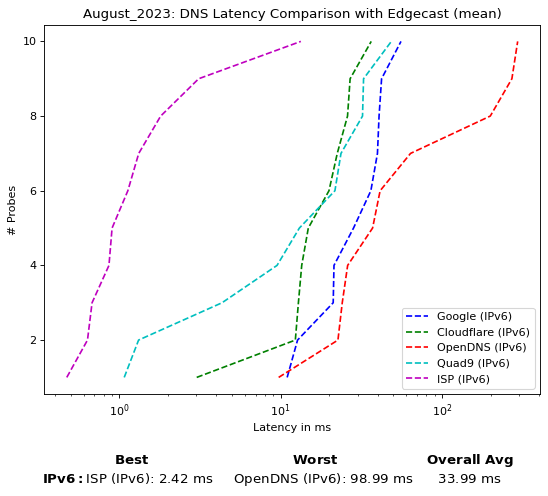 August_2023: DNS Latency Comparison with Edgecast (mean)
# Probes
10
8
6
4
2
Google (IPv6)
Cloudflare (IPv6)
OpenDNS (IPv6)
Quad9 (IPv6)
ISP (IPv6)
10⁰ 10¹ 10²
Latency in ms
Best Worst Overall Avg
IPv6: ISP (IPv6): 2.42 ms OpenDNS (IPv6): 98.99 ms 33.99 ms